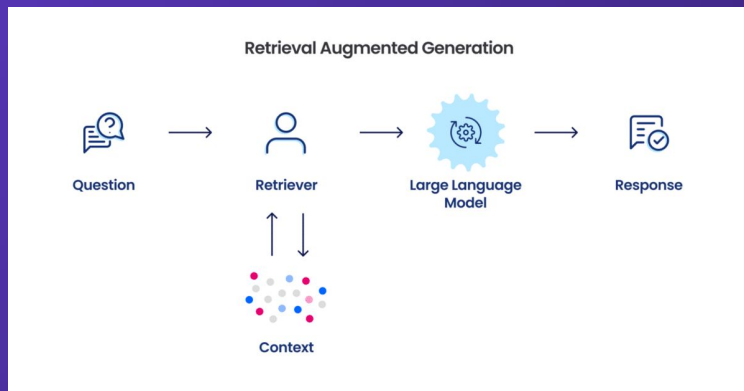 Retrieval Augmented Generation
Question
Retriever
Large Language
Model
Response
Context